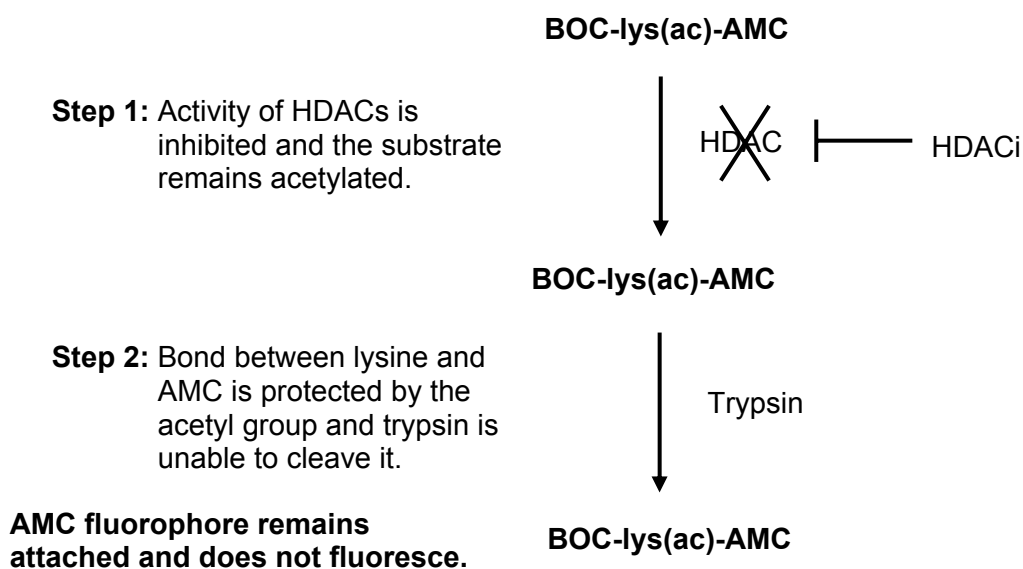 BOC-lys(ac)-AMC
Step 1: Activity of HDACs is
inhibited and the substrate
remains acetylated.
HDAC
HDACi
BOC-lys(ac)-AMC
Step 2: Bond between lysine and
AMC is protected by the
acetyl group and trypsin is
unable to cleave it.
Trypsin
AMC fluorophore remains
attached and does not fluoresce.
BOC-lys(ac)-AMC